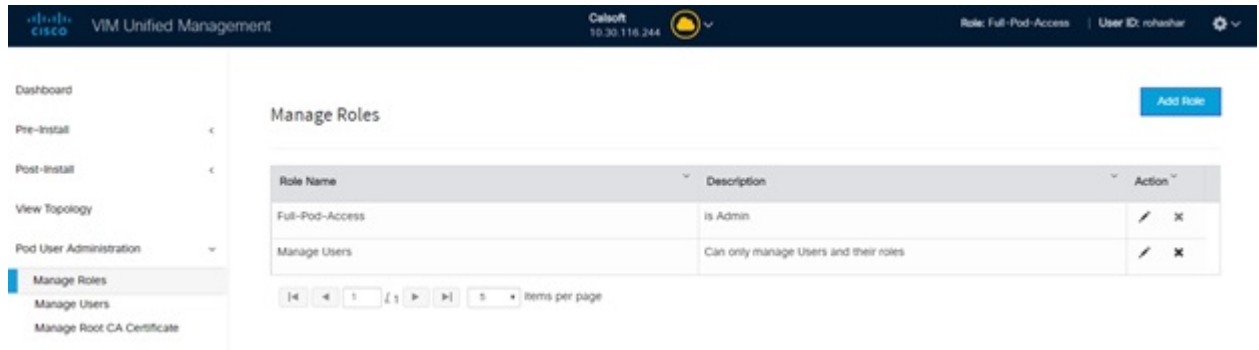 CISCO VIM Unified Management
Calsoft
10.30.116.244
Role: Full-Pod-Access | User ID: rohashar
Dashboard
Pre-Install
Post-Install
View Topology
Pod User Administration
Manage Roles
Manage Users
Manage Root CA Certificate
Manage Roles
Add Role
Role Name Description Action
Full-Pod-Access is Admin
Manage Users Can only manage Users and their roles
1 / 1 5 items per page